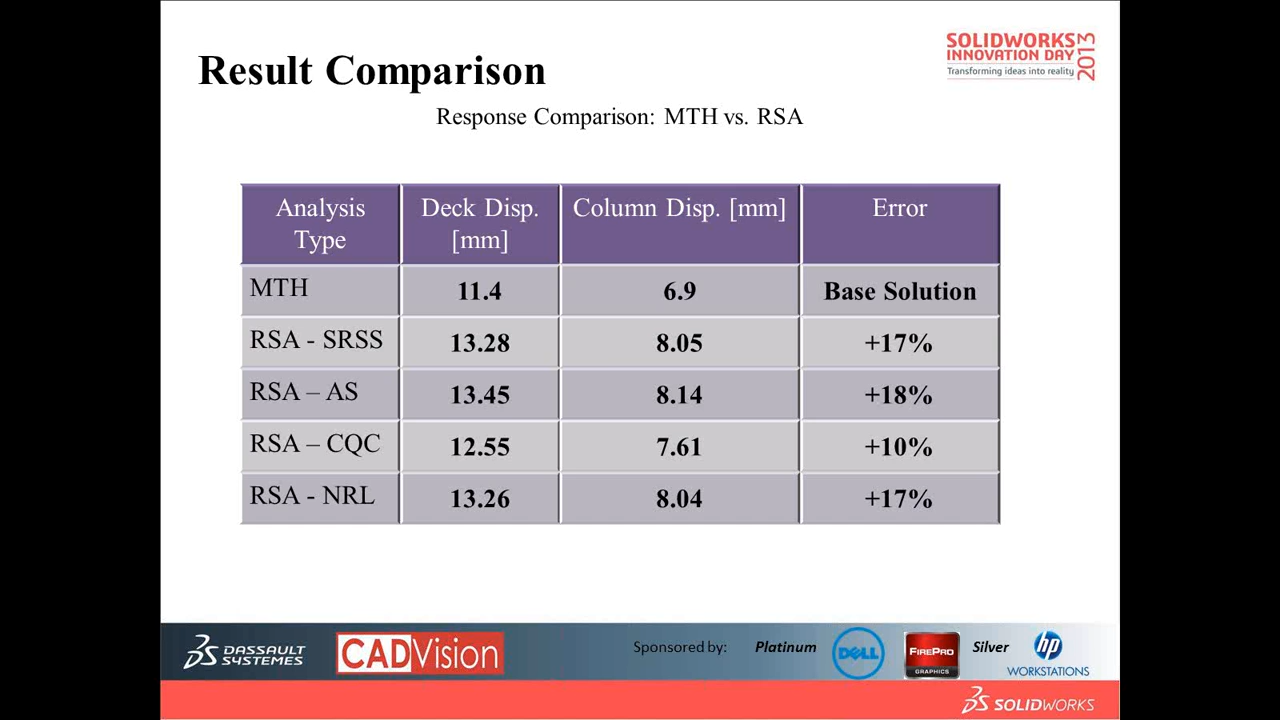 SOLIDWORKS
INNOVATION DAY
Transforming ideas into reality
2013
Result Comparison
Response Comparison: MTH vs. RSA
Analysis Type Deck Disp. [mm] Column Disp. [mm] Error
MTH 11.4 6.9 Base Solution
RSA - SRSS 13.28 8.05 +17%
RSA – AS 13.45 8.14 +18%
RSA – CQC 12.55 7.61 +10%
RSA - NRL 13.26 8.04 +17%
DASSAULT
SYSTEMES
CADVision
Sponsored by: Platinum
DELL
FIREPRO
GRAPHICS
Silver
hp
WORKSTATIONS
SOLIDWORKS